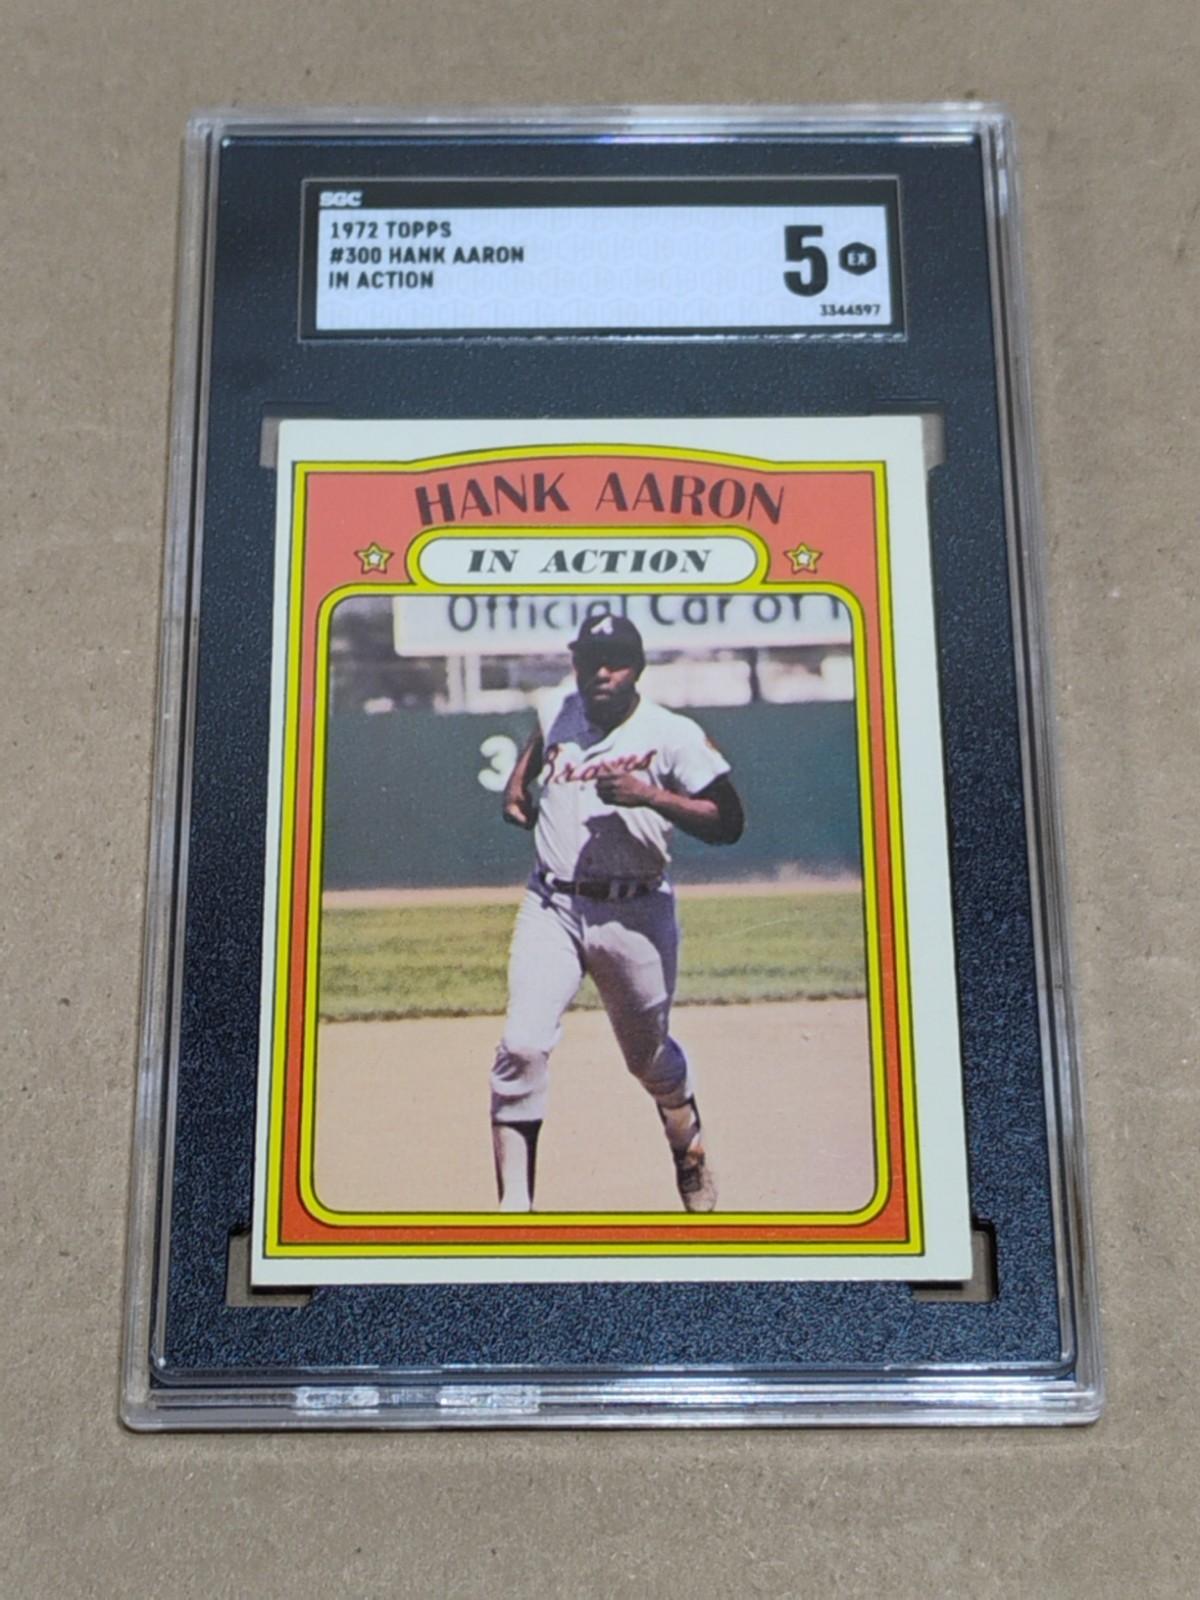 SGC
1972 TOPPS
#300 HANK AARON
IN ACTION
5 EX
3344597
HANK AARON
IN ACTION
Official Car of
3
Braves
A